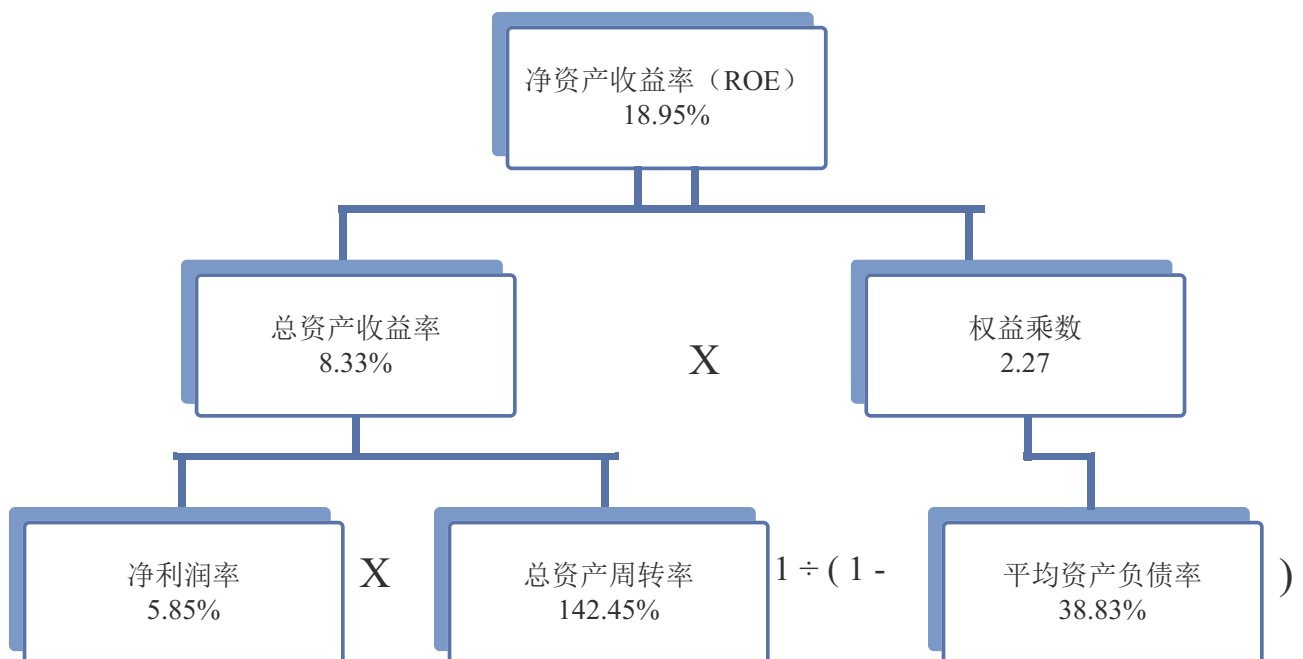 净资产收益率（ROE）
18.95%
总资产收益率
8.33%
X
权益乘数
2.27
净利润率
5.85%
X
总资产周转率
142.45%
1 ÷ ( 1 -
平均资产负债率
38.83%
)